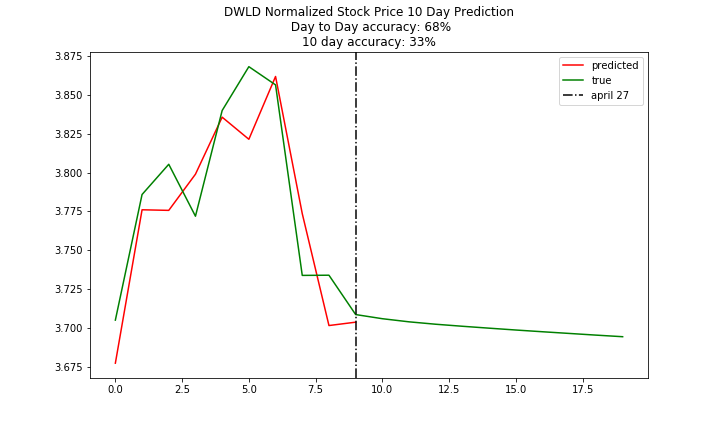 DWLD Normalized Stock Price 10 Day Prediction
Day to Day accuracy: 68%
10 day accuracy: 33%
3.875
3.850
3.825
3.800
3.775
3.750
3.725
3.700
3.675
predicted
true
april 27
0.0 2.5 5.0 7.5 10.0 12.5 15.0 17.5